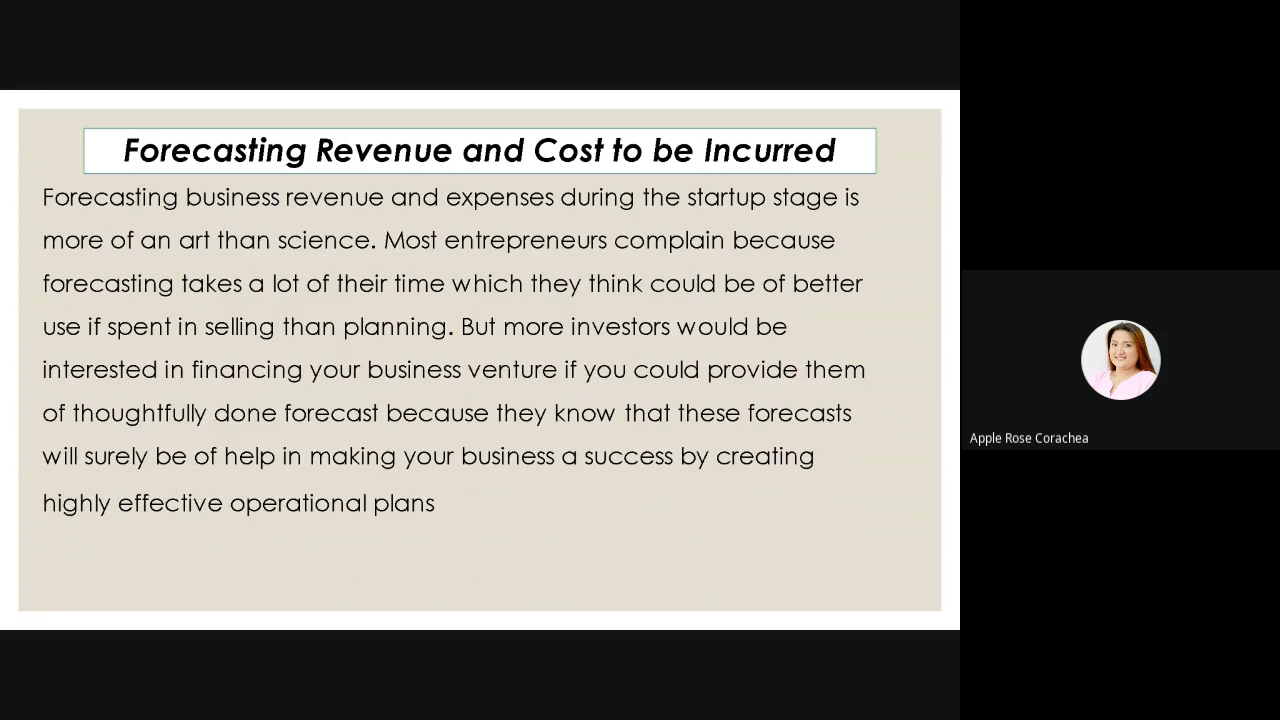 Forecasting Revenue and Cost to be Incurred
Forecasting business revenue and expenses during the startup stage is
more of an art than science. Most entrepreneurs complain because
forecasting takes a lot of their time which they think could be of better
use if spent in selling than planning. But more investors would be
interested in financing your business venture if you could provide them
of thoughtfully done forecast because they know that these forecasts
will surely be of help in making your business a success by creating
highly effective operational plans
Apple Rose Corachea